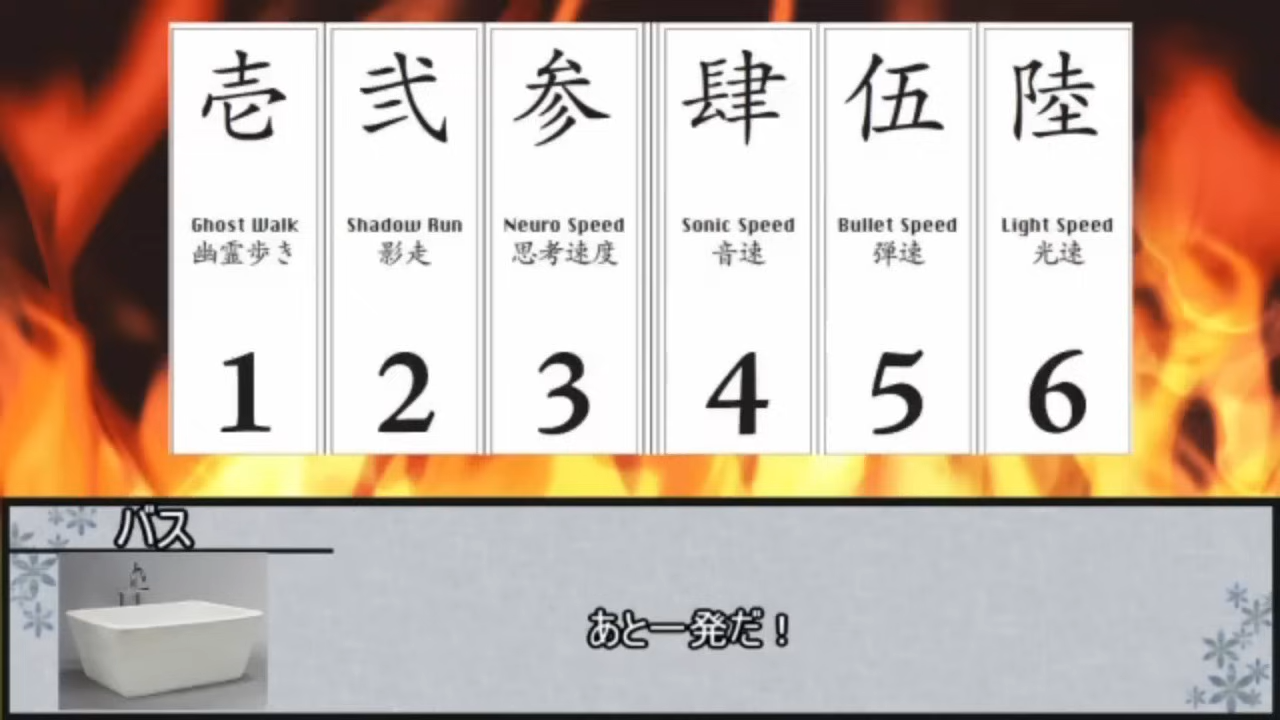 壱 弐 参 肆 伍 陸
Ghost Walk Shadow Run Neuro Speed Sonic Speed Bullet Speed Light Speed
幽霊歩き 影走 思考速度 音速 弾速 光速
1 2 3 4 5 6
バス
あと一発だ！